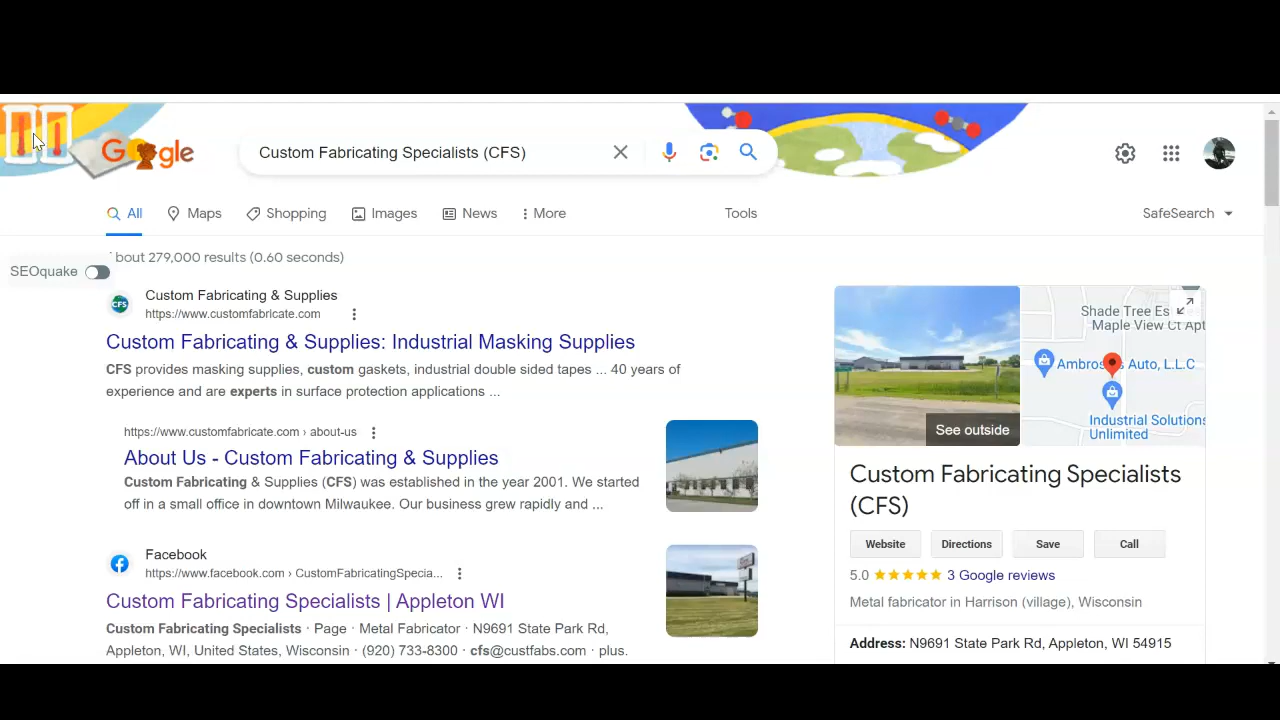 Google
Custom Fabricating Specialists (CFS)
All Maps Shopping Images News More Tools SafeSearch
bout 279,000 results (0.60 seconds)
SEOquake
CFS
Custom Fabricating & Supplies
https://www.customfabricate.com
Custom Fabricating & Supplies: Industrial Masking Supplies
CFS provides masking supplies, custom gaskets, industrial double sided tapes ... 40 years of
experience and are experts in surface protection applications ...
https://www.customfabricate.com › about-us
About Us - Custom Fabricating & Supplies
Custom Fabricating & Supplies (CFS) was established in the year 2001. We started
off in a small office in downtown Milwaukee. Our business grew rapidly and ...
Facebook
https://www.facebook.com › CustomFabricatingSpecia...
Custom Fabricating Specialists | Appleton WI
Custom Fabricating Specialists · Page · Metal Fabricator · N9691 State Park Rd,
Appleton, WI, United States, Wisconsin · (920) 733-8300 · cfs@custfabs.com · plus.
See outside
Shade Tree Es
Maple View Ct Apt
Auto, L.L.C
Industrial Solutions
Unlimited
Custom Fabricating Specialists
(CFS)
Website Directions Save Call
5.0 3 Google reviews
Metal fabricator in Harrison (village), Wisconsin
Address: N9691 State Park Rd, Appleton, WI 54915